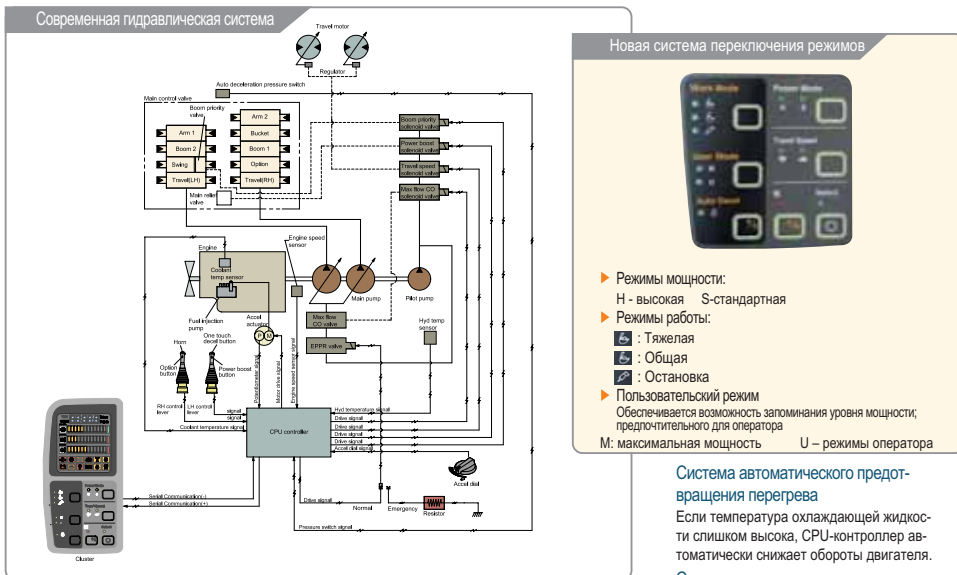 Современная гидравлическая система
Travel motor
Regulator
Auto deceleration pressure switch
Main control valve
Boom priority
valve
Arm 1
Boom 2
Swing
Travel(LH)
Arm 2
Bucket
Boom 1
Option
Travel(RH)
Main relief
valve
Boom priority
solenoid valve
Power boost
solenoid valve
Travel speed
solenoid valve
Max flow CO
solenoid valve
Engine speed
sensor
Engine
Coolant
temp sensor
Fuel injection
pump
Accel
actuator
P
M
Main pump
Pilot pump
Max flow
CO valve
EPPR valve
Hyd temp
sensor
Horn
One touch
decel button
Option
button
Power boost
button
RH control
lever
LH control
lever
Potentiometer signal
Motor drive signal
Engine speed sensor signal
signal
signal
Coolant temperature signal
CPU controller
Hyd temperature signal
Drive signal
Drive signal
Drive signal
Drive signal
Accel dial signal
Accel dial
Serial Communication(-)
Serial Communication(+)
Drive signal
Normal
Emergency
Resistor
Pressure switch signal
Cluster
Новая система переключения режимов
Work Mode
Power Mode
User Mode
Travel Speed
Auto Decel
Select
Режимы мощности:
H - высокая S-стандартная
Режимы работы:
: Тяжелая
: Общая
: Остановка
Пользовательский режим
Обеспечивается возможность запоминания уровня мощности;
предпочтительного для оператора
M: максимальная мощность U – режимы оператора
Система автоматического предот-
вращения перегрева
Если температура охлаждающей жидкос-
ти слишком высока, CPU-контроллер ав-
томатически снижает обороты двигателя.